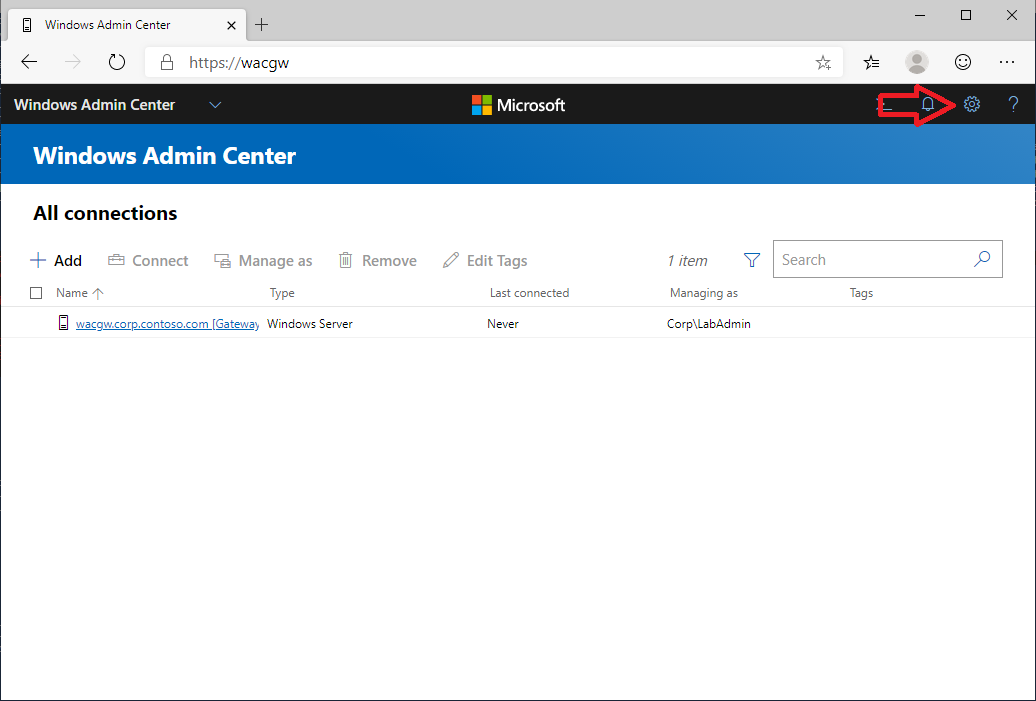 Windows Admin Center
https://wacgw
Windows Admin Center Microsoft ?
Windows Admin Center
All connections
Add Connect Manage as Remove Edit Tags 1 item Search
Name Type Last connected Managing as Tags
wacgw.corp.contoso.com [Gateway Windows Server Never Corp\LabAdmin